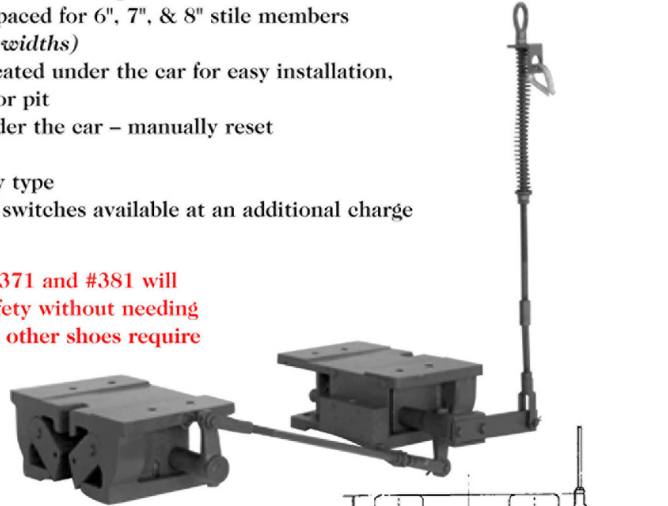 paced for 6", 7", & 8" stile members
widths)
eated under the car for easy installation,
or pit
der the car – manually reset
y type
switches available at an additional charge
371 and #381 will
fety without needing
other shoes require